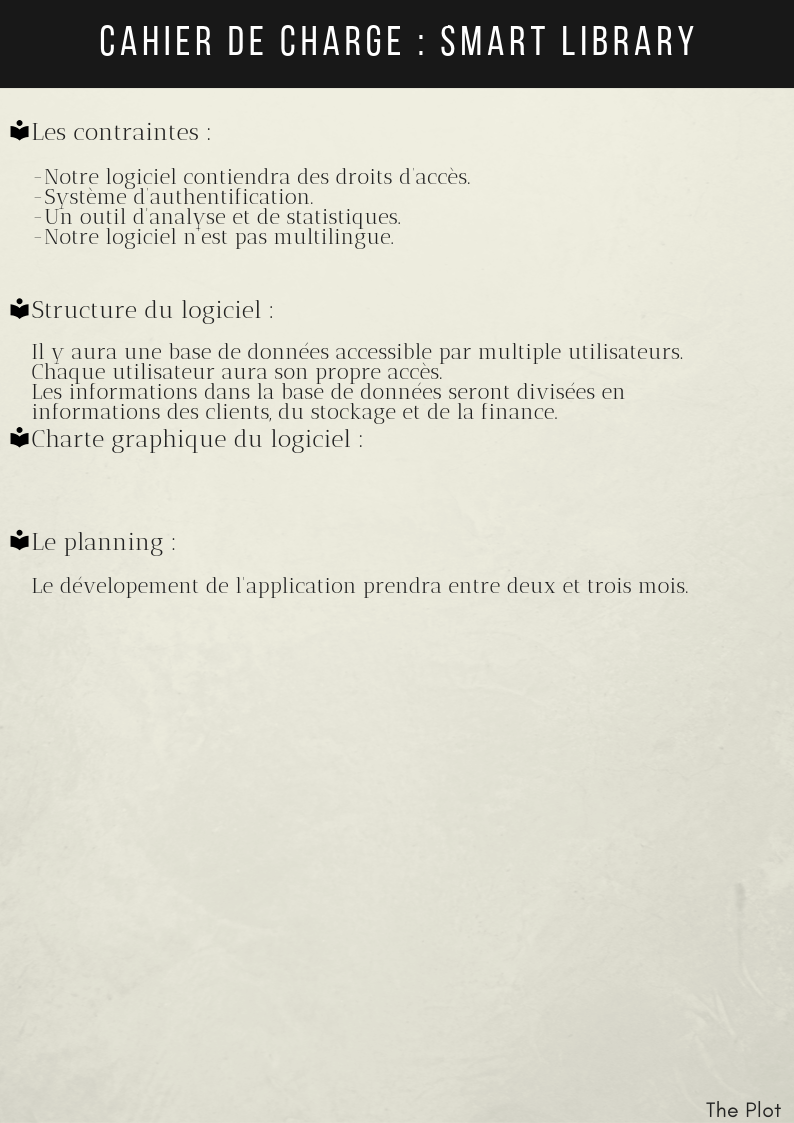 CAHIER DE CHARGE : SMART LIBRARY
Les contraintes :
-Notre logiciel contiendra des droits d'accès.
-Système d'authentification.
-Un outil d'analyse et de statistiques.
-Notre logiciel n'est pas multilingue.
Structure du logiciel :
Il y aura une base de données accessible par multiple utilisateurs.
Chaque utilisateur aura son propre accès.
Les informations dans la base de données seront divisées en
informations des clients, du stockage et de la finance.
Charte graphique du logiciel :
Le planning :
Le dévelopement de l'application prendra entre deux et trois mois.
The Plot